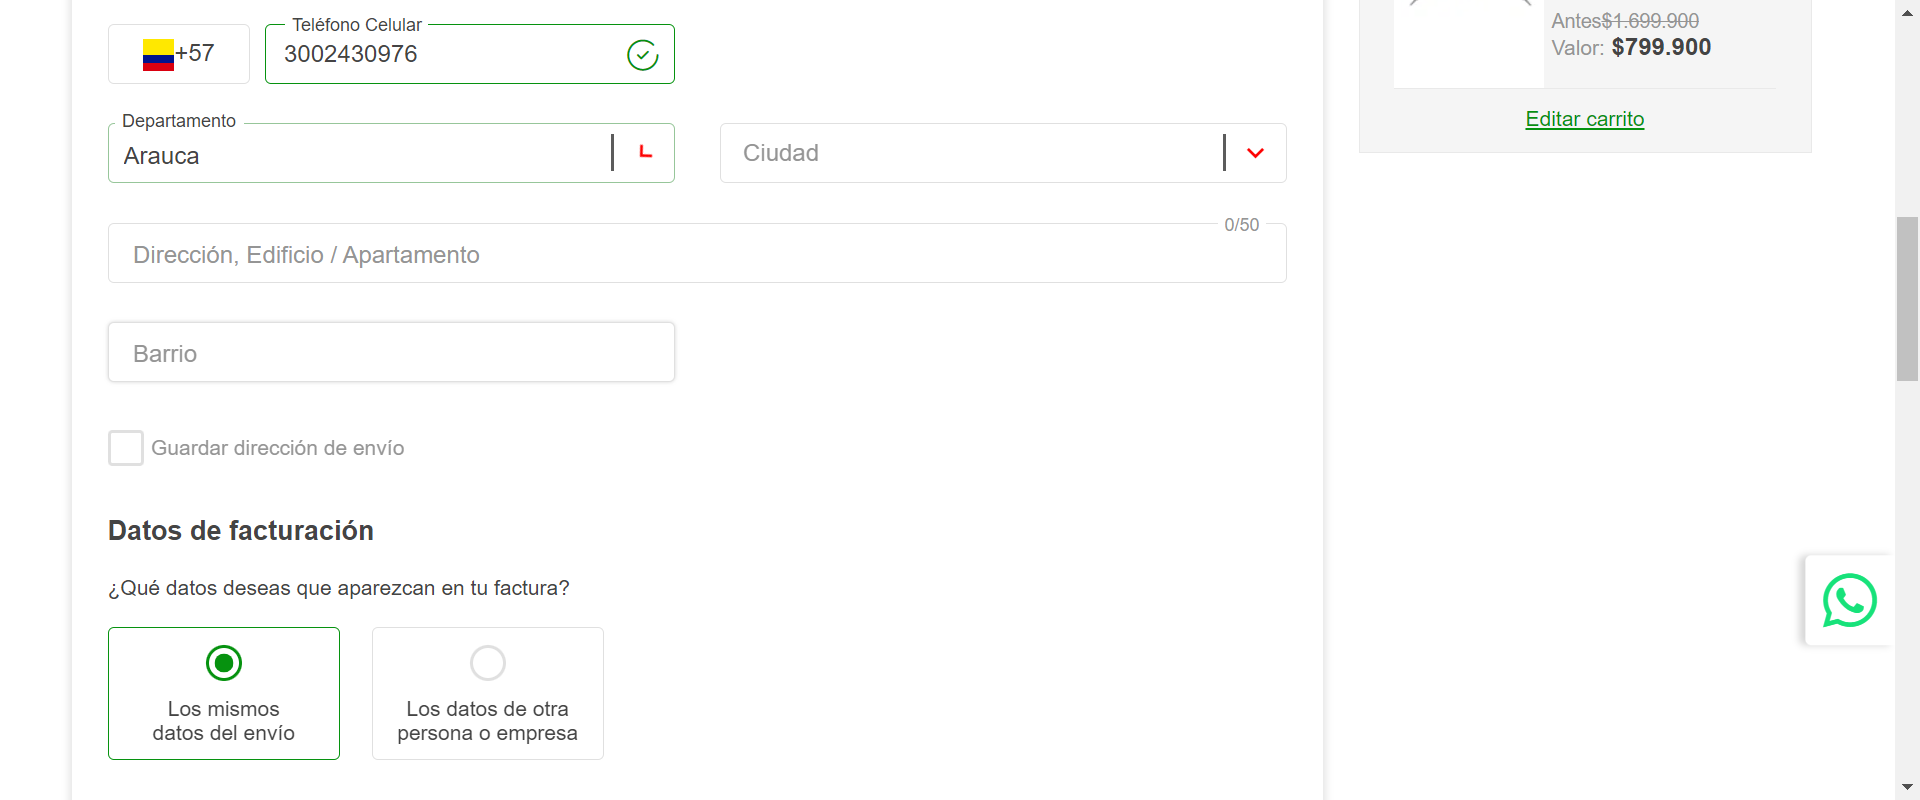 Teléfono Celular
+57
3002430976
Departamento
Arauca
Ciudad
0/50
Dirección, Edificio / Apartamento
Barrio
Guardar dirección de envío
Datos de facturación
¿Qué datos deseas que aparezcan en tu factura?
Los mismos
datos del envío
Los datos de otra
persona o empresa
Antes$1.699.900
Valor: $799.900
Editar carrito